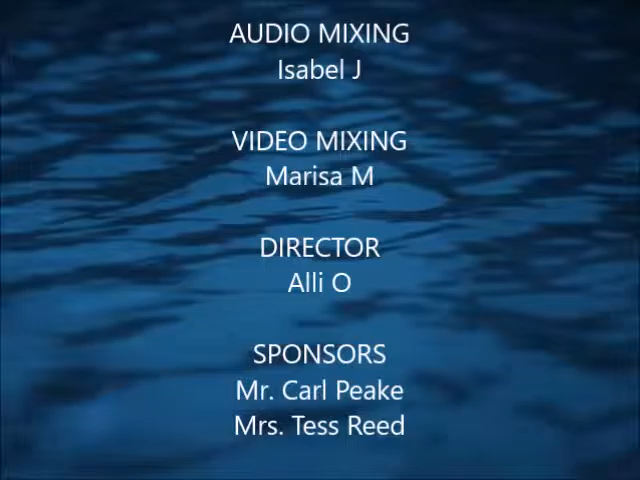 AUDIO MIXING
Isabel J
VIDEO MIXING
Marisa M
DIRECTOR
Alli O
SPONSORS
Mr. Carl Peake
Mrs. Tess Reed